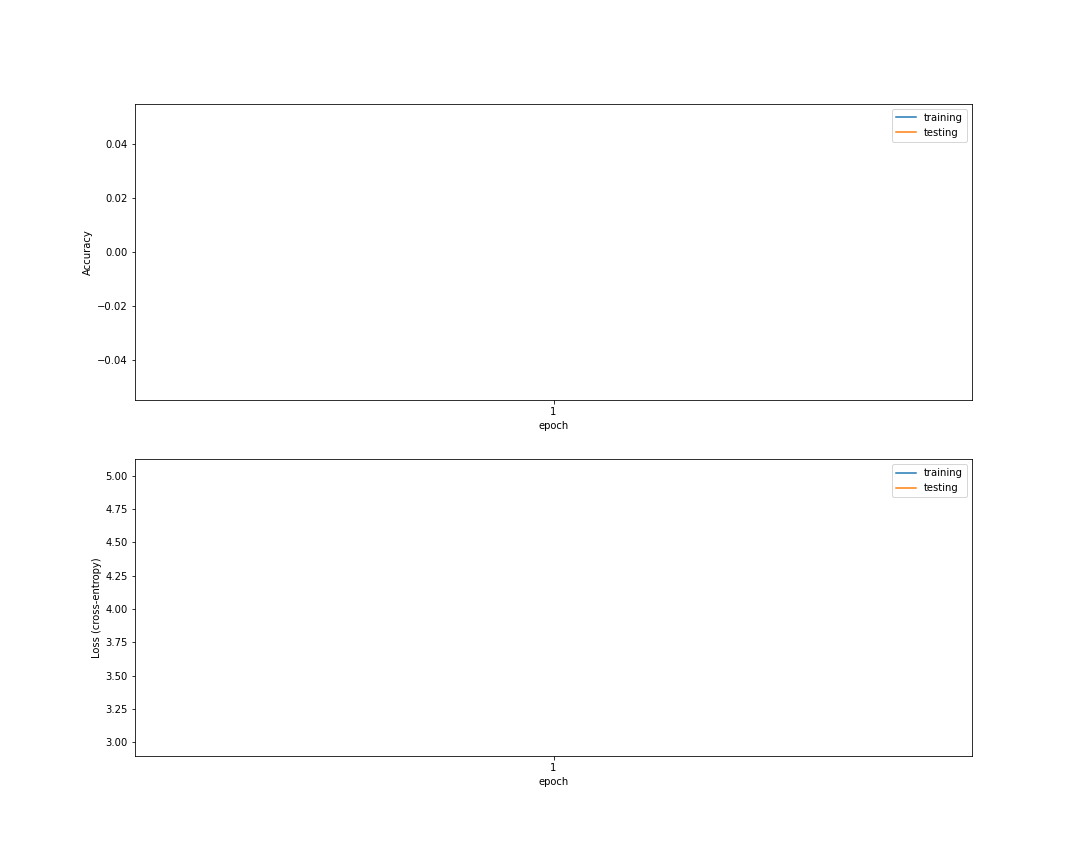 training
testing
0.04
0.02
0.00
−0.02
−0.04
Accuracy
1
epoch
training
testing
5.00
4.75
4.50
4.25
4.00
3.75
3.50
3.25
3.00
Loss (cross-entropy)
1
epoch